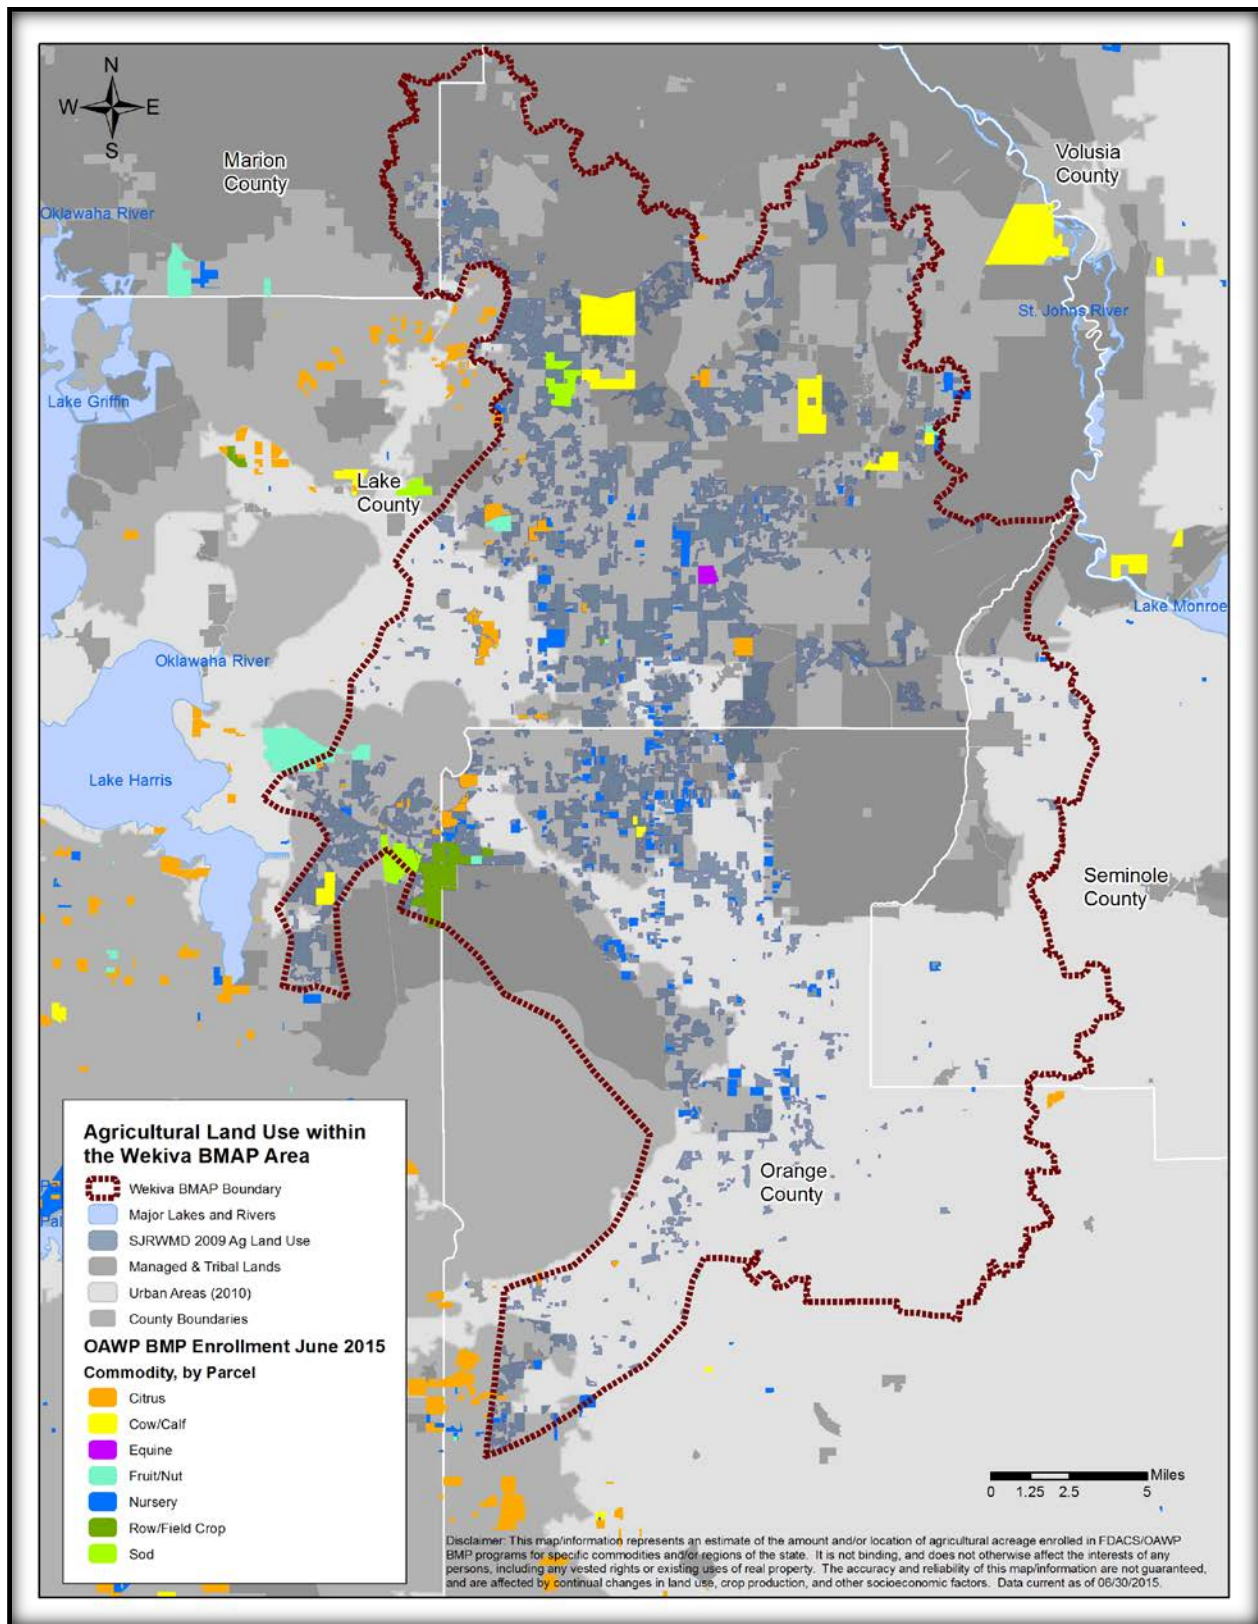 N
W E
S
Marion
County
Volusia
County
Oklawaha River
St. Johns River
Lake Griffin
Lake
County
Lake Monroe
Oklawaha River
Lake Harris
Seminole
County
Orange
County
Agricultural Land Use within
the Wekiva BMAP Area
Wekiva BMAP Boundary
Major Lakes and Rivers
SJRWMD 2009 Ag Land Use
Managed & Tribal Lands
Urban Areas (2010)
County Boundaries
OAWP BMP Enrollment June 2015
Commodity, by Parcel
Citrus
Cow/Calf
Equine
Fruit/Nut
Nursery
Row/Field Crop
Sod
Miles
0 1.25 2.5 5
Disclaimer: This map/information represents an estimate of the amount and/or location of agricultural acreage enrolled in FDACS/OAWP
BMP programs for specific commodities and/or regions of the state. It is not binding, and does not otherwise affect the interests of any
persons, including any vested rights or existing uses of real property. The accuracy and reliability of this map/information are not guaranteed,
and are affected by continual changes in land use, crop production, and other socioeconomic factors. Data current as of 06/30/2015.